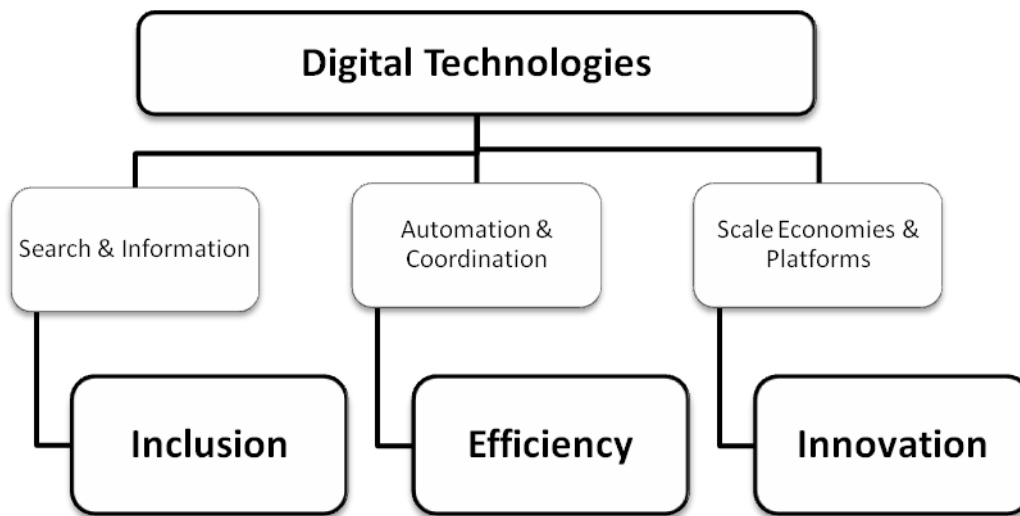 Digital Technologies
Search & Information
Automation &
Coordination
Scale Economies &
Platforms
Inclusion
Efficiency
Innovation